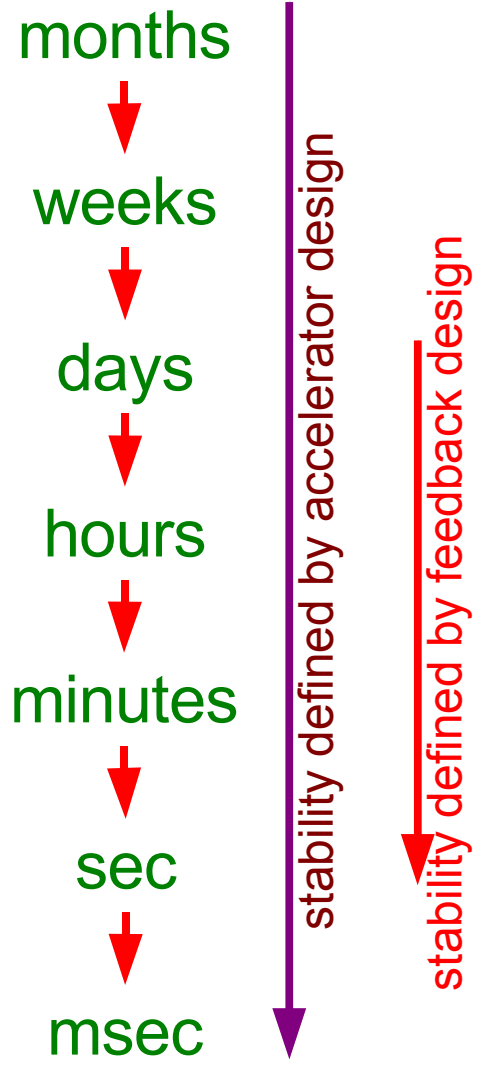 months
weeks
days
hours
minutes
sec
msec
stability defined by accelerator design
stability defined by feedback design